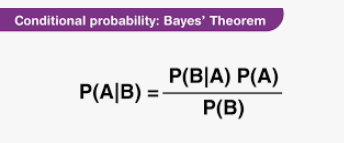 Conditional probability: Bayes' Theorem
P(A|B) = P(B|A) P(A)
P(B)